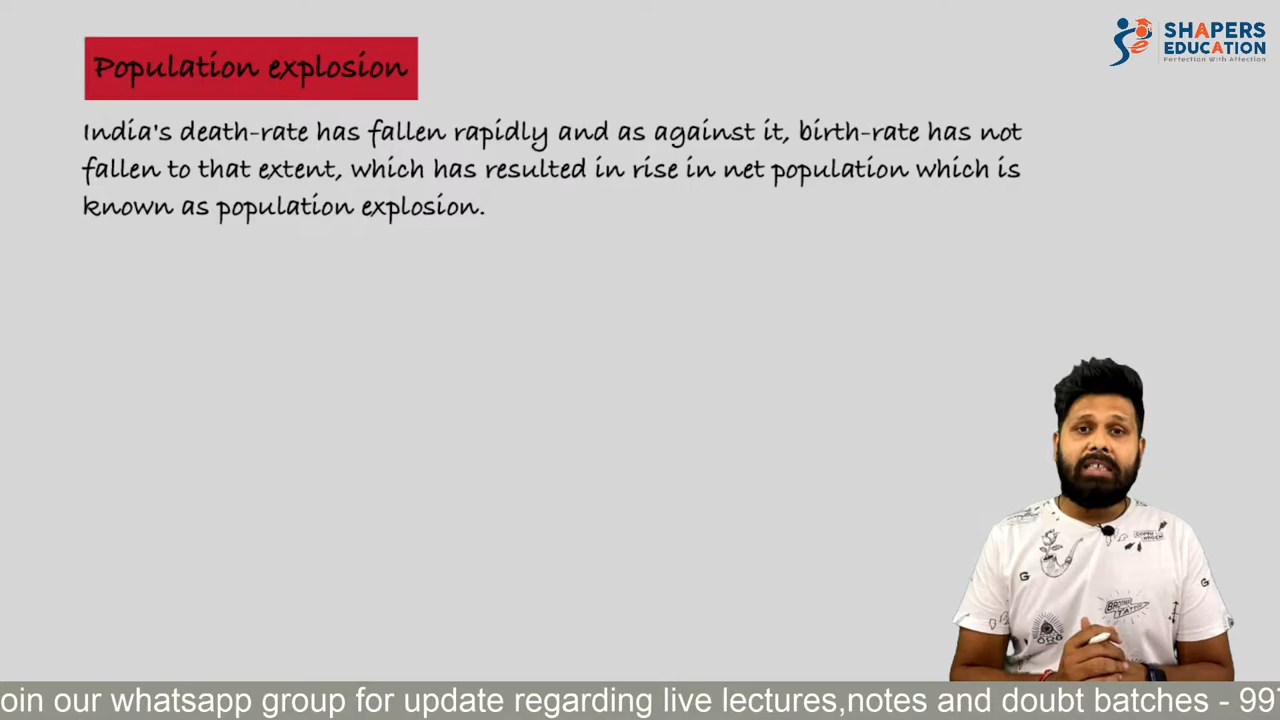 SHAPERS
EDUCATION
Perfection With Affection
Population explosion
India's death-rate has fallen rapidly and as against it, birth-rate has not
fallen to that extent, which has resulted in rise in net population which is
known as population explosion.
G
G
oin our whatsapp group for update regarding live lectures,notes and doubt batches - 997